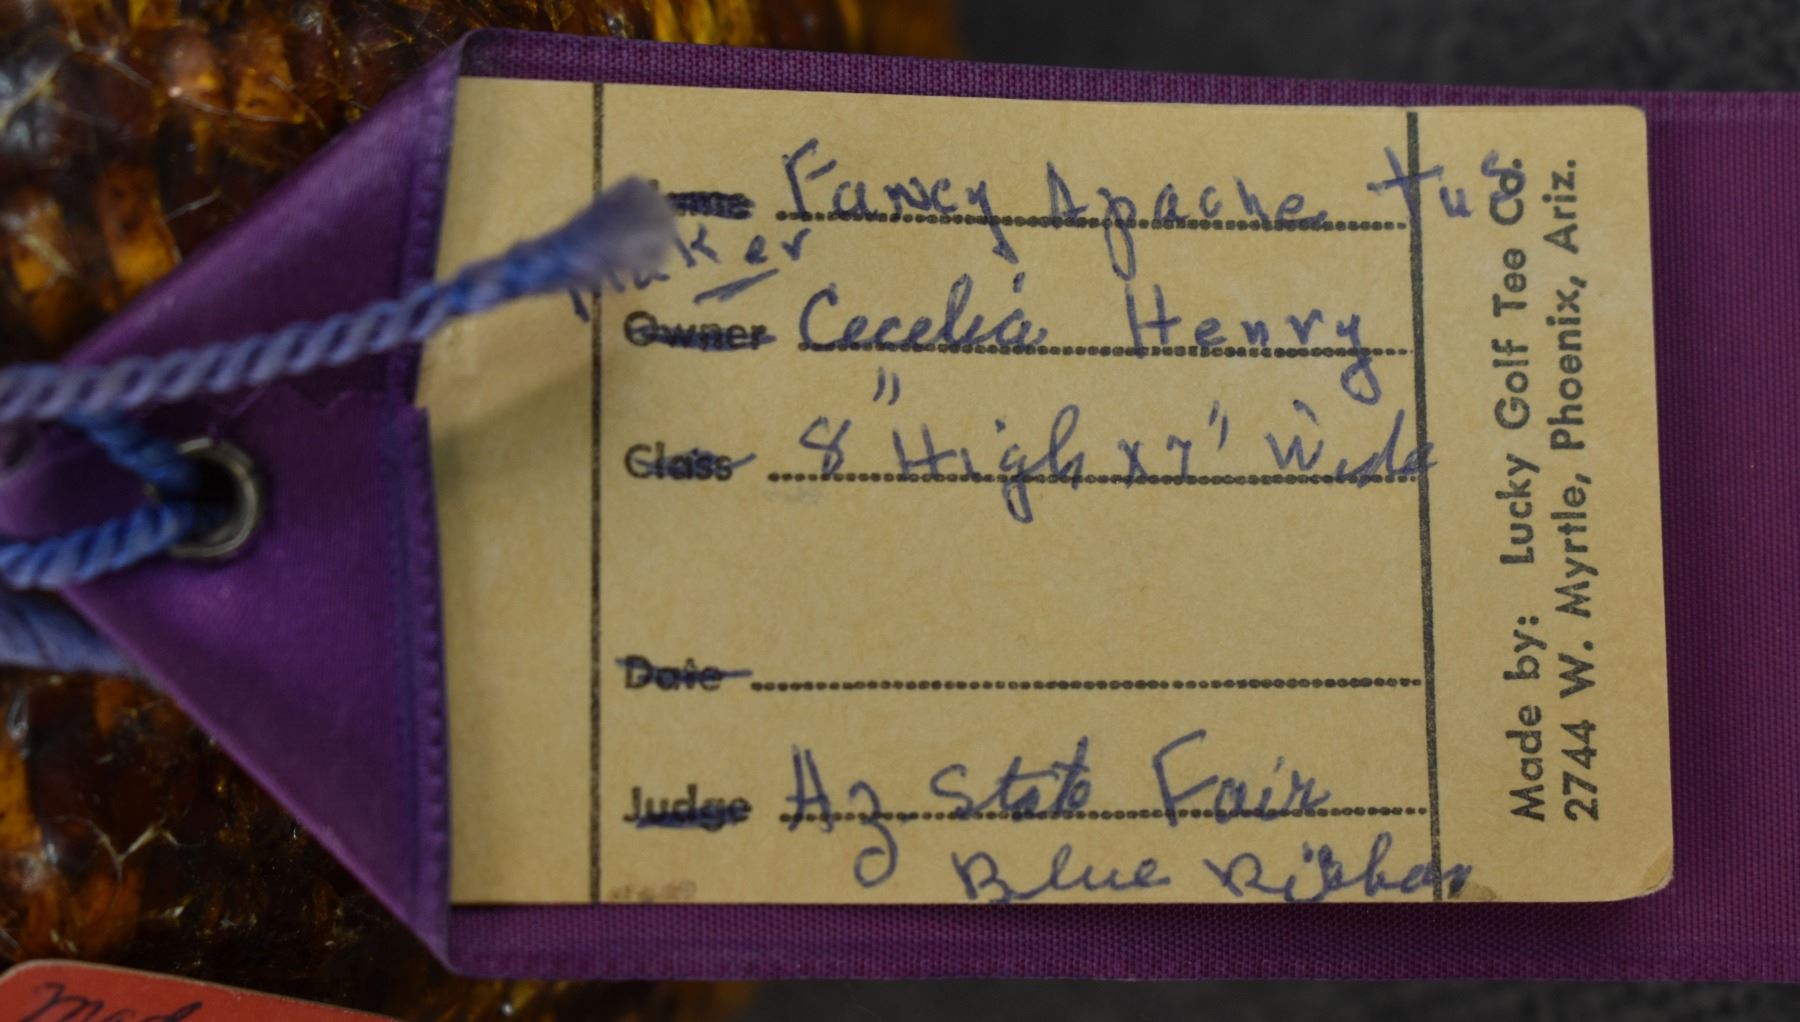 Fancy Apache tus
Maker
Owner Cecelia Henry
Class 8" High x 7" Wide
Date
Judge Az State Fair
Blue Ribbon
Made by: Lucky Golf Tee Co.
2744 W. Myrtle, Phoenix, Ariz.